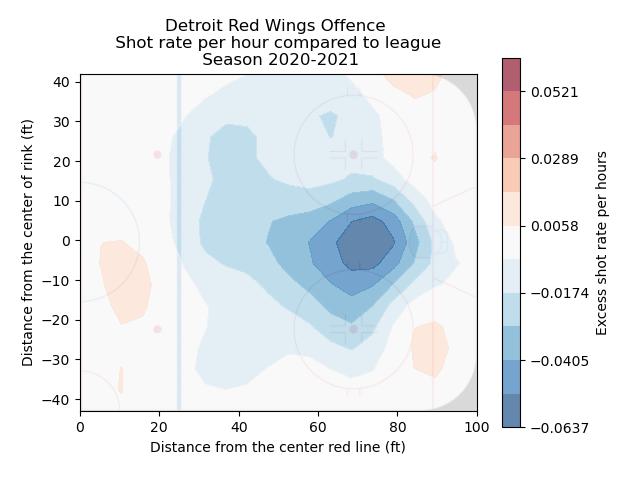 Detroit Red Wings Offence
Shot rate per hour compared to league
Season 2020-2021
Distance from the center of rink (ft)
40
30
20
10
0
−10
−20
−30
−40
0 20 40 60 80 100
Distance from the center red line (ft)
0.0521
0.0289
0.0058
−0.0174
−0.0405
−0.0637
Excess shot rate per hours